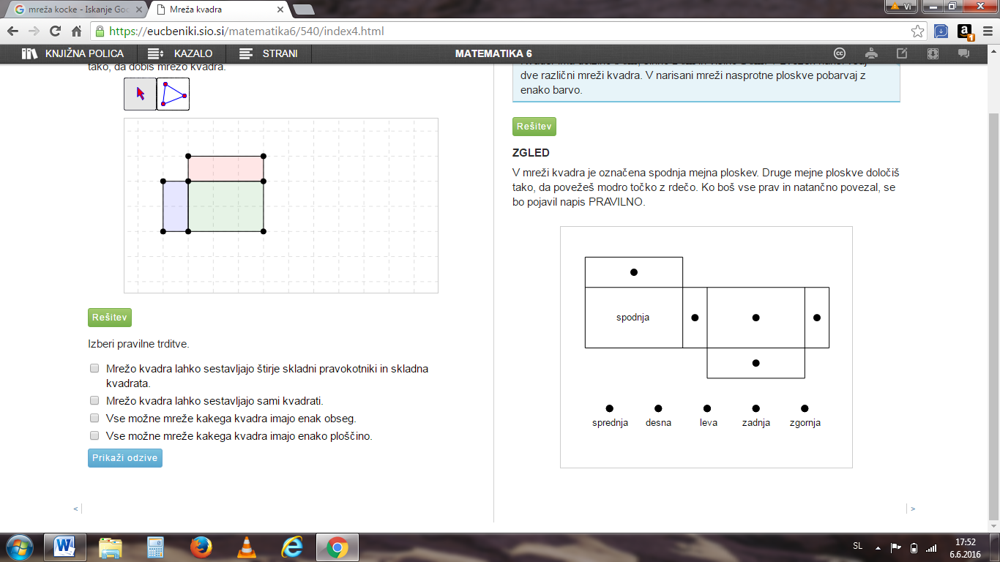 mreža kocke - Iskanje Goo
Mreža kvadra
Vi
https://eucbeniki.sio.si/matematika6/540/index4.html
KNJIŽNA POLICA
KAZALO
STRANI
MATEMATIKA 6
tako, da dobiš mrežo kvadra.
Rešitev
Izberi pravilne trditve.
Mrežo kvadra lahko sestavljajo štirje skladni pravokotniki in skladna
kvadrata.
Mrežo kvadra lahko sestavljajo sami kvadrati.
Vse možne mreže kakega kvadra imajo enak obseg.
Vse možne mreže kakega kvadra imajo enako ploščino.
Prikaži odzive
<
dve različni mreži kvadra. V narisani mreži nasprotne ploskve pobarvaj z
enako barvo.
Rešitev
ZGLED
V mreži kvadra je označena spodnja mejna ploskev. Druge mejne ploskve določiš
tako, da povežeš modro točko z rdečo. Ko boš vse prav in natančno povezal, se
bo pojavil napis PRAVILNO.
spodnja
sprednja desna leva zadnja zgornja
>
SL
17:52
6.6.2016